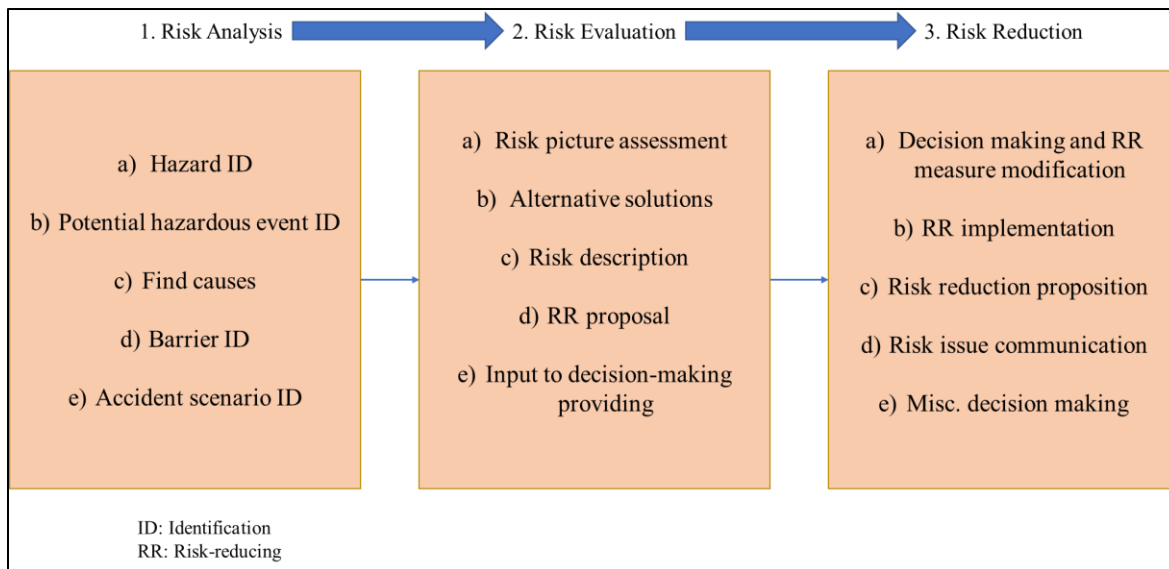 1. Risk Analysis
2. Risk Evaluation
3. Risk Reduction
a) Hazard ID
b) Potential hazardous event ID
c) Find causes
d) Barrier ID
e) Accident scenario ID
a) Risk picture assessment
b) Alternative solutions
c) Risk description
d) RR proposal
e) Input to decision-making
providing
a) Decision making and RR
measure modification
b) RR implementation
c) Risk reduction proposition
d) Risk issue communication
e) Misc. decision making
ID: Identification
RR: Risk-reducing